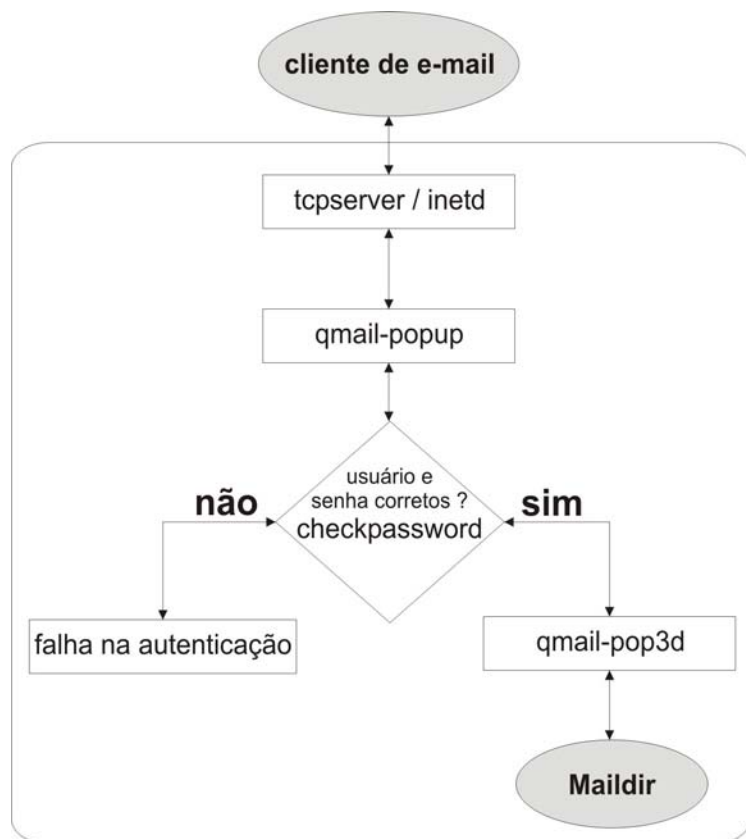 cliente de e-mail
tcpserver / inetd
qmail-popup
usuário e
senha corretos ?
checkpassword
não
sim
falha na autenticação
qmail-pop3d
Maildir